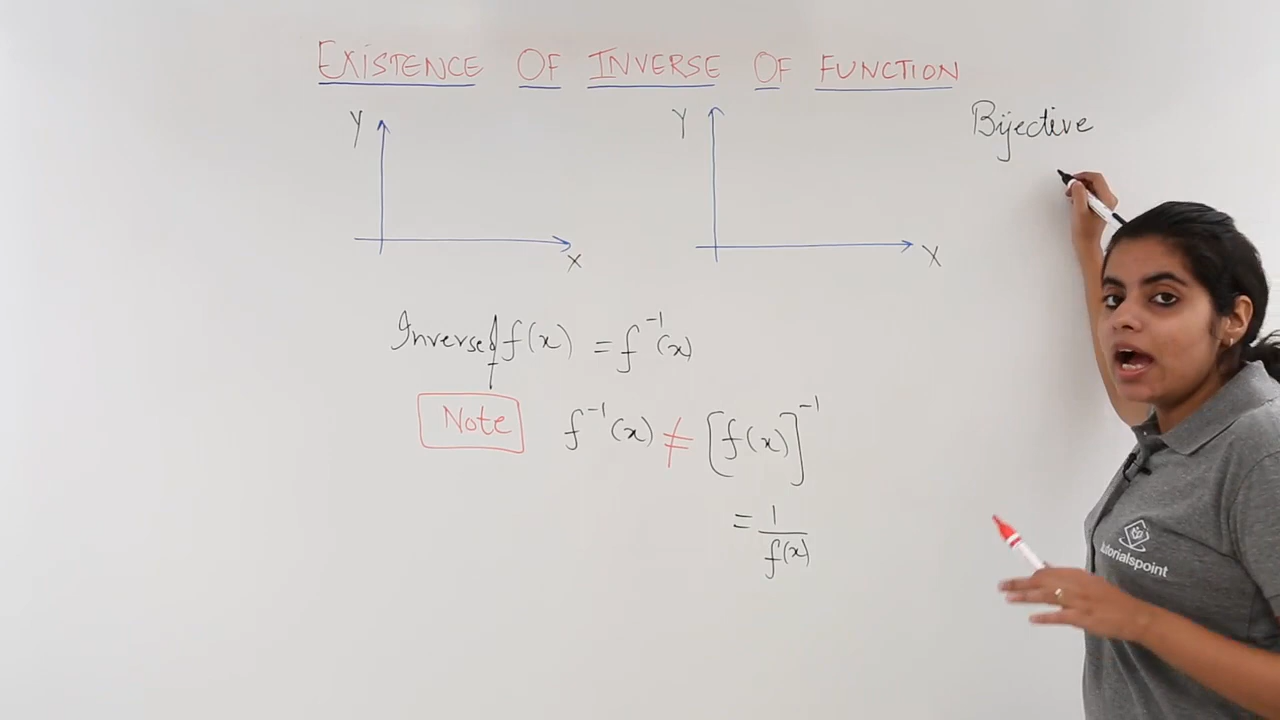 EXISTENCE OF INVERSE OF FUNCTION
Y
X
Y
X
Bijective
Inverse of f(x) = f⁻¹(x)
Note f⁻¹(x) ≠ [f(x)]⁻¹
= 1/f(x)
tutorialspoint